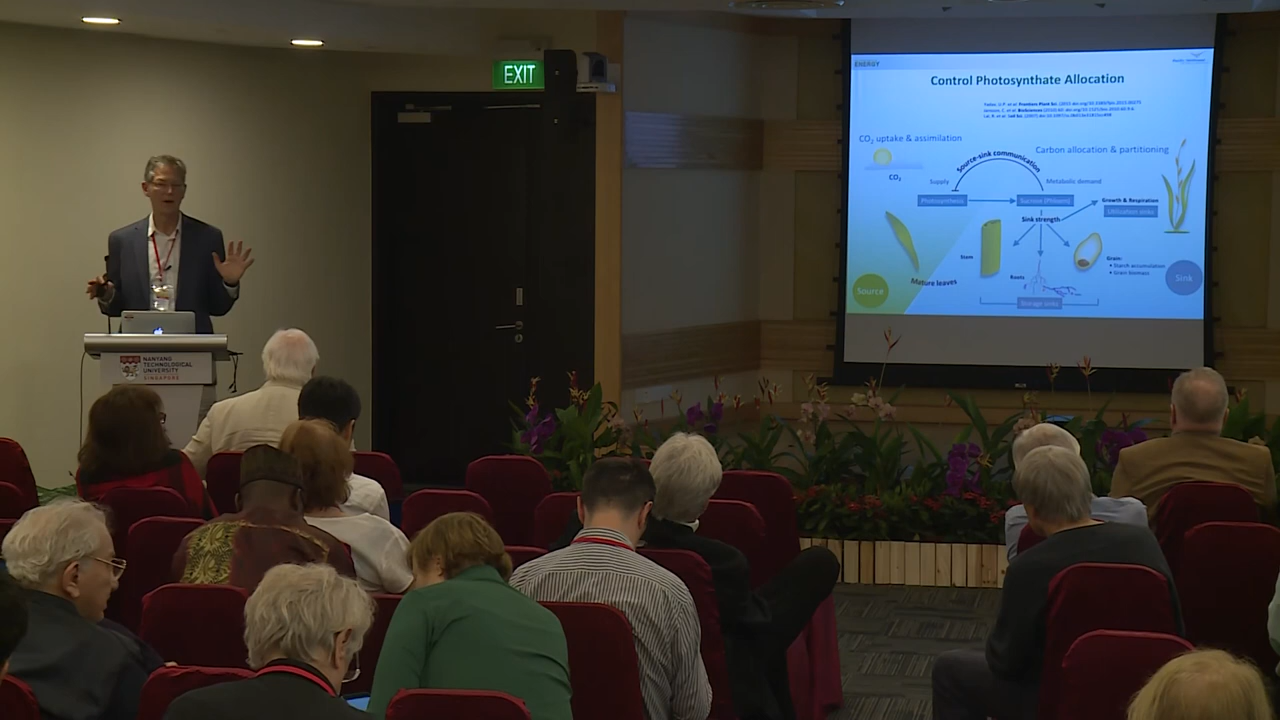 EXIT
ENERGY
Control Photosynthate Allocation
CO2 uptake & assimilation
Carbon allocation & partitioning
Source-sink communication
CO2
Supply
Metabolic demand
Photosynthesis
Sucrose (Phloem)
Growth & Respiration
Utilization sinks
Sink strength
Stem
Grain:
• Starch accumulation
• Grain biomass
Roots
Mature leaves
Source
Sink
Storage sinks
NANYANG
TECHNOLOGICAL
UNIVERSITY
SINGAPORE